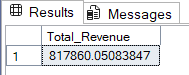 Results Messages
Total_Revenue
1 817860.05083847